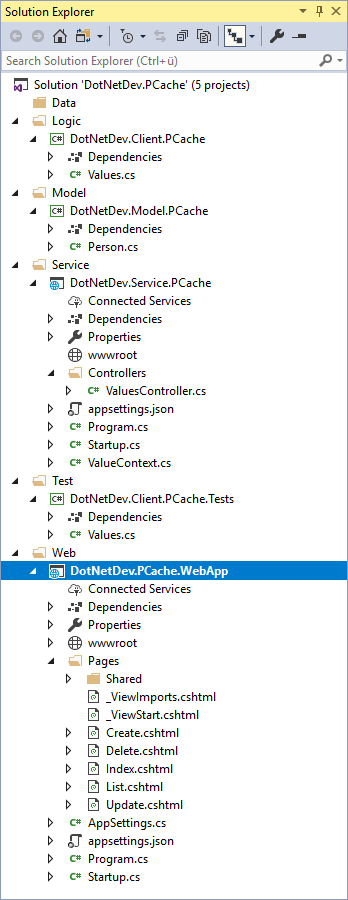 Solution Explorer
Search Solution Explorer (Ctrl+ü)
Solution 'DotNetDev.PCache' (5 projects)
Data
Logic
C# DotNetDev.Client.PCache
Dependencies
C# Values.cs
Model
C# DotNetDev.Model.PCache
Dependencies
C# Person.cs
Service
DotNetDev.Service.PCache
Connected Services
Dependencies
Properties
wwwroot
Controllers
C# ValuesController.cs
appsettings.json
C# Program.cs
C# Startup.cs
C# ValueContext.cs
Test
C# DotNetDev.Client.PCache.Tests
Dependencies
C# Values.cs
Web
DotNetDev.PCache.WebApp
Connected Services
Dependencies
Properties
wwwroot
Pages
Shared
_ViewImports.cshtml
_ViewStart.cshtml
Create.cshtml
Delete.cshtml
Index.cshtml
List.cshtml
Update.cshtml
C# AppSettings.cs
appsettings.json
C# Program.cs
C# Startup.cs